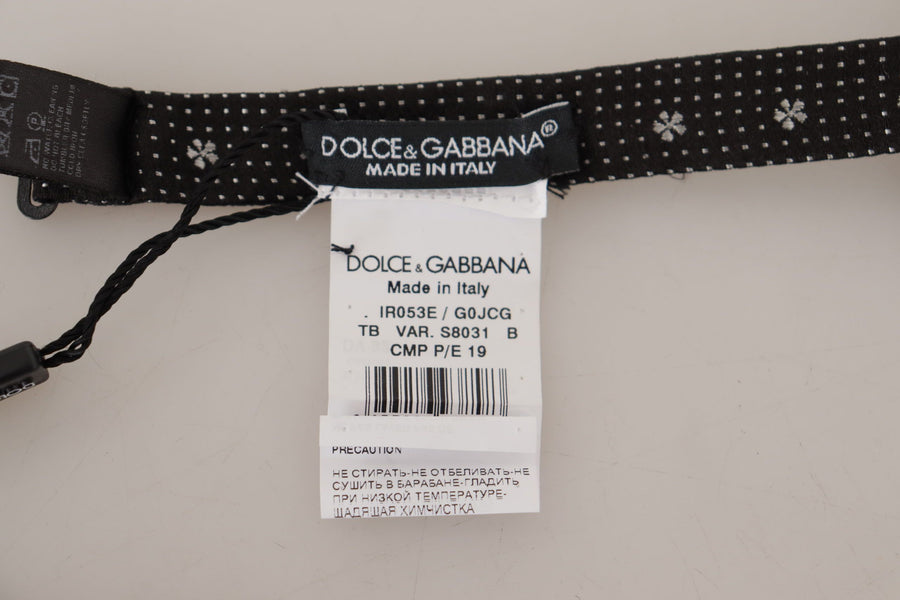 DOLCE & GABBANA®
MADE IN ITALY
DOLCE & GABBANA
Made in Italy
. IR053E / G0JCG
TB VAR. S8031 B
CMP P/E 19
PRECAUTION
НЕ СТИРАТЬ-НЕ ОТБЕЛИВАТЬ-НЕ
СУШИТЬ В БАРАБАНЕ-ГЛАДИТЬ
ПРИ НИЗКОЙ ТЕМПЕРАТУРЕ-
ЩАДЯЩАЯ ХИМЧИСТКА